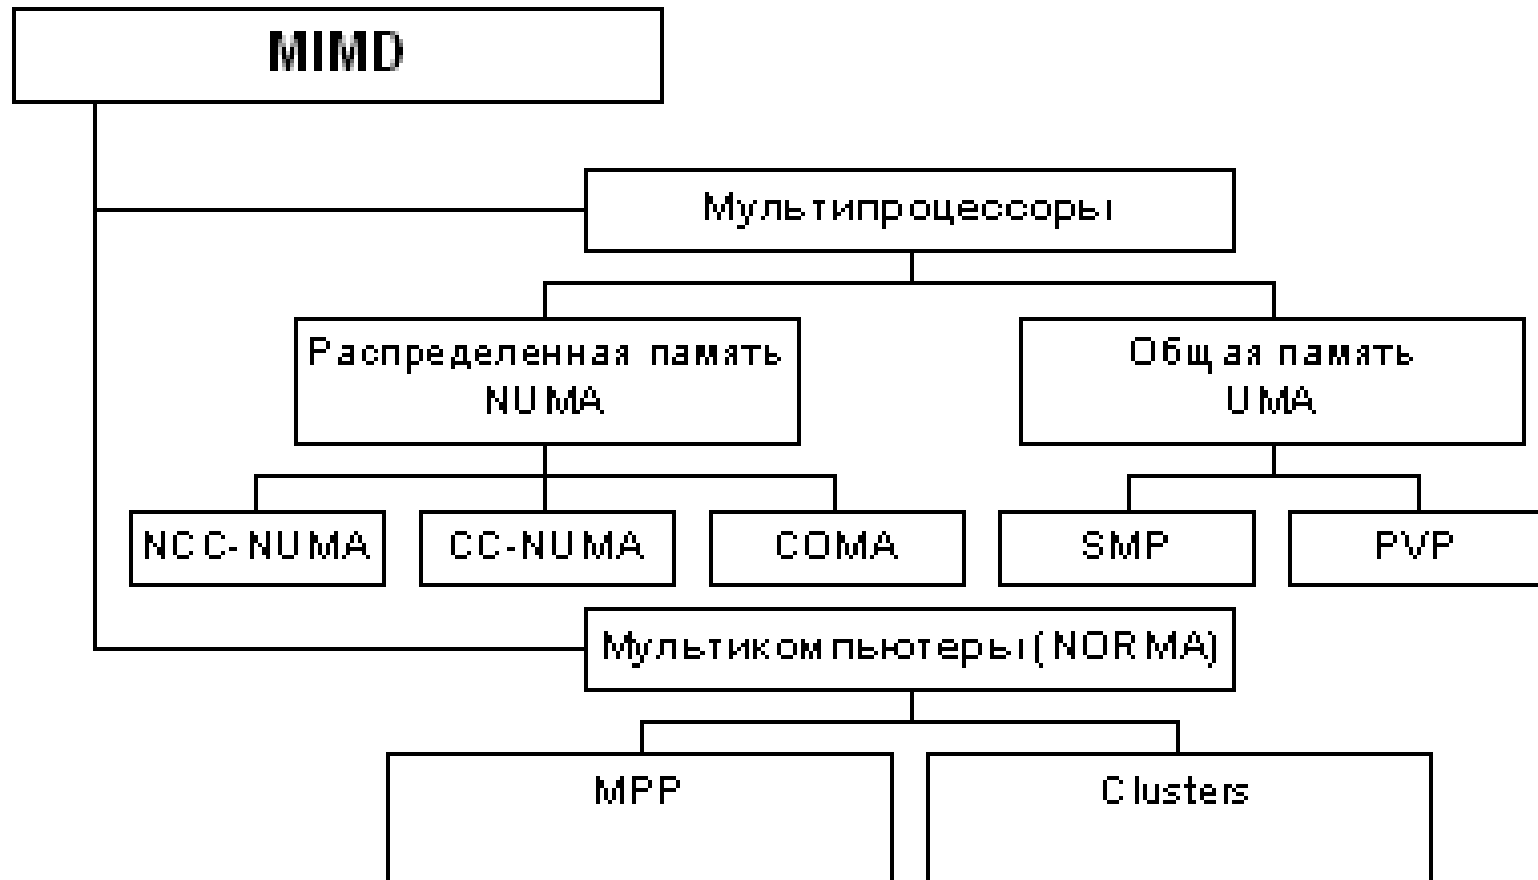 MIMD
Мультипроцессоры
Распределенная память
NUMA
Общая память
UMA
NCC-NUMA
CC-NUMA
COMA
SMP
PVP
Мультикомпьютеры (NORMA)
MPP
Clusters